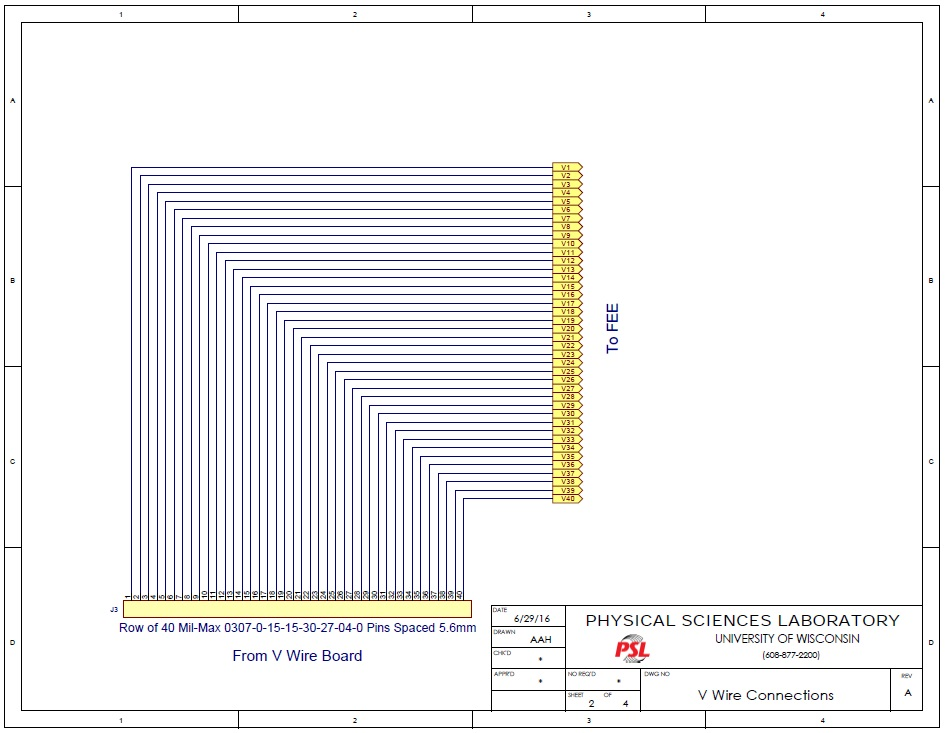 1 2 3 4
A A
V1
V2
V3
V4
V5
V6
V7
V8
V9
V10
V11
V12
V13
V14
V15
V16
V17
V18
V19
V20
V21
V22
V23
V24
V25
V26
V27
V28
V29
V30
V31
V32
V33
V34
V35
V36
V37
V38
V39
V40
B B
To FEE
C C
1 2 3 4 5 6 7 8 9 10 11 12 13 14 15 16 17 18 19 20 21 22 23 24 25 26 27 28 29 30 31 32 33 34 35 36 37 38 39 40
J3
Row of 40 Mil-Max 0307-0-15-15-30-27-04-0 Pins Spaced 5.6mm
From V Wire Board
D D
DATE
6/29/16
DRAWN
AAH
CHK'D
*
APPR'D
*
PHYSICAL SCIENCES LABORATORY
UNIVERSITY OF WISCONSIN
(608-877-2200)
PSL
NO REQ'D
*
SHEET OF
2 4
DWG NO
V Wire Connections
REV
A
1 2 3 4